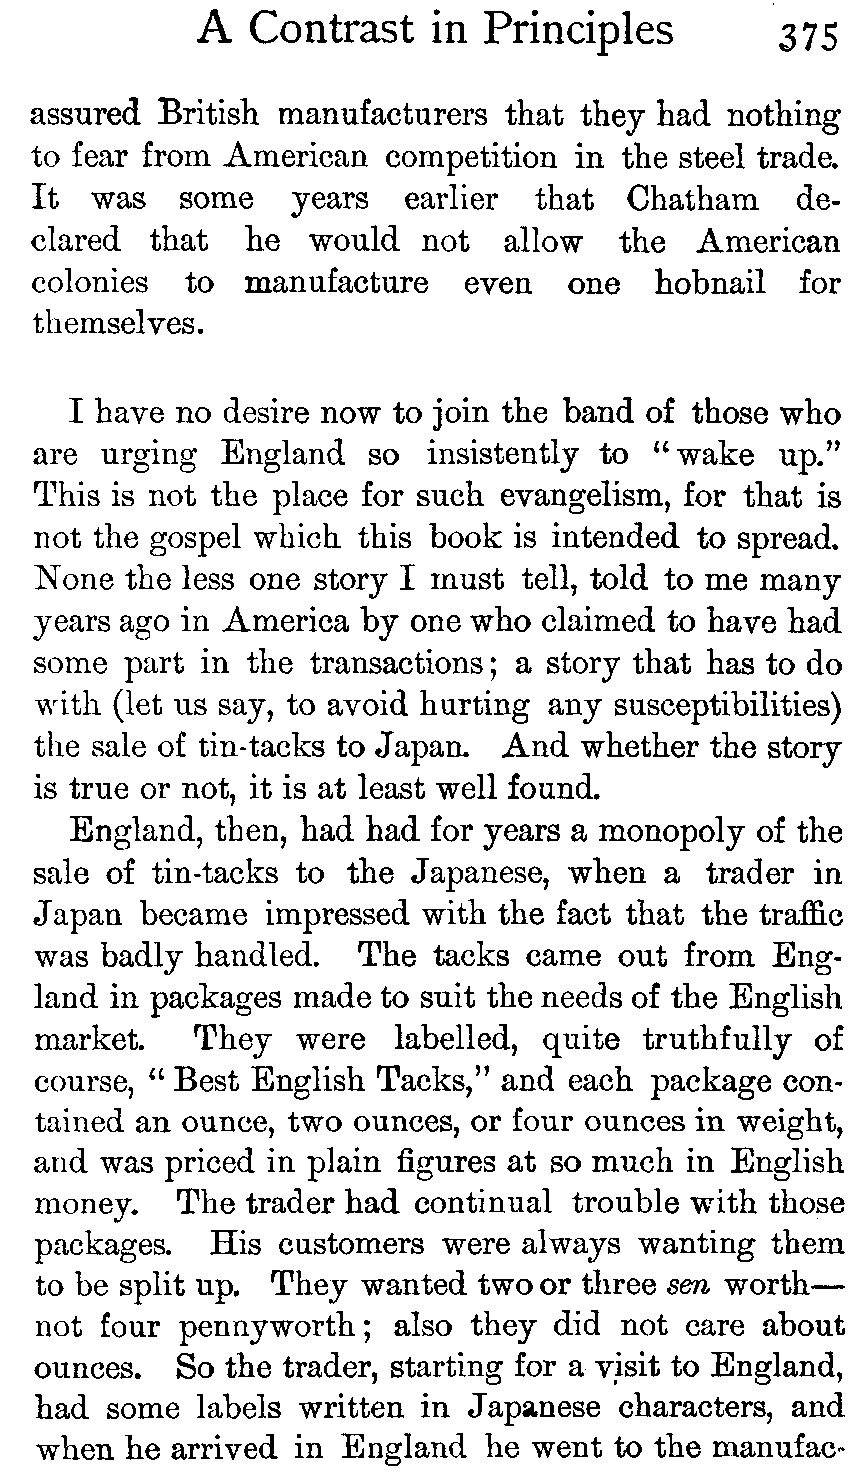 A Contrast in Principles 375
assured British manufacturers that they had nothing
to fear from American competition in the steel trade.
It was some years earlier that Chatham de-
clared that he would not allow the American
colonies to manufacture even one hobnail for
themselves.
I have no desire now to join the band of those who
are urging England so insistently to “wake up.”
This is not the place for such evangelism, for that is
not the gospel which this book is intended to spread.
None the less one story I must tell, told to me many
years ago in America by one who claimed to have had
some part in the transactions; a story that has to do
with (let us say, to avoid hurting any susceptibilities)
the sale of tin-tacks to Japan. And whether the story
is true or not, it is at least well found.
England, then, had had for years a monopoly of the
sale of tin-tacks to the Japanese, when a trader in
Japan became impressed with the fact that the traffic
was badly handled. The tacks came out from Eng-
land in packages made to suit the needs of the English
market. They were labelled, quite truthfully of
course, “Best English Tacks,” and each package con-
tained an ounce, two ounces, or four ounces in weight,
and was priced in plain figures at so much in English
money. The trader had continual trouble with those
packages. His customers were always wanting them
to be split up. They wanted two or three sen worth—
not four pennyworth; also they did not care about
ounces. So the trader, starting for a visit to England,
had some labels written in Japanese characters, and
when he arrived in England he went to the manufac-